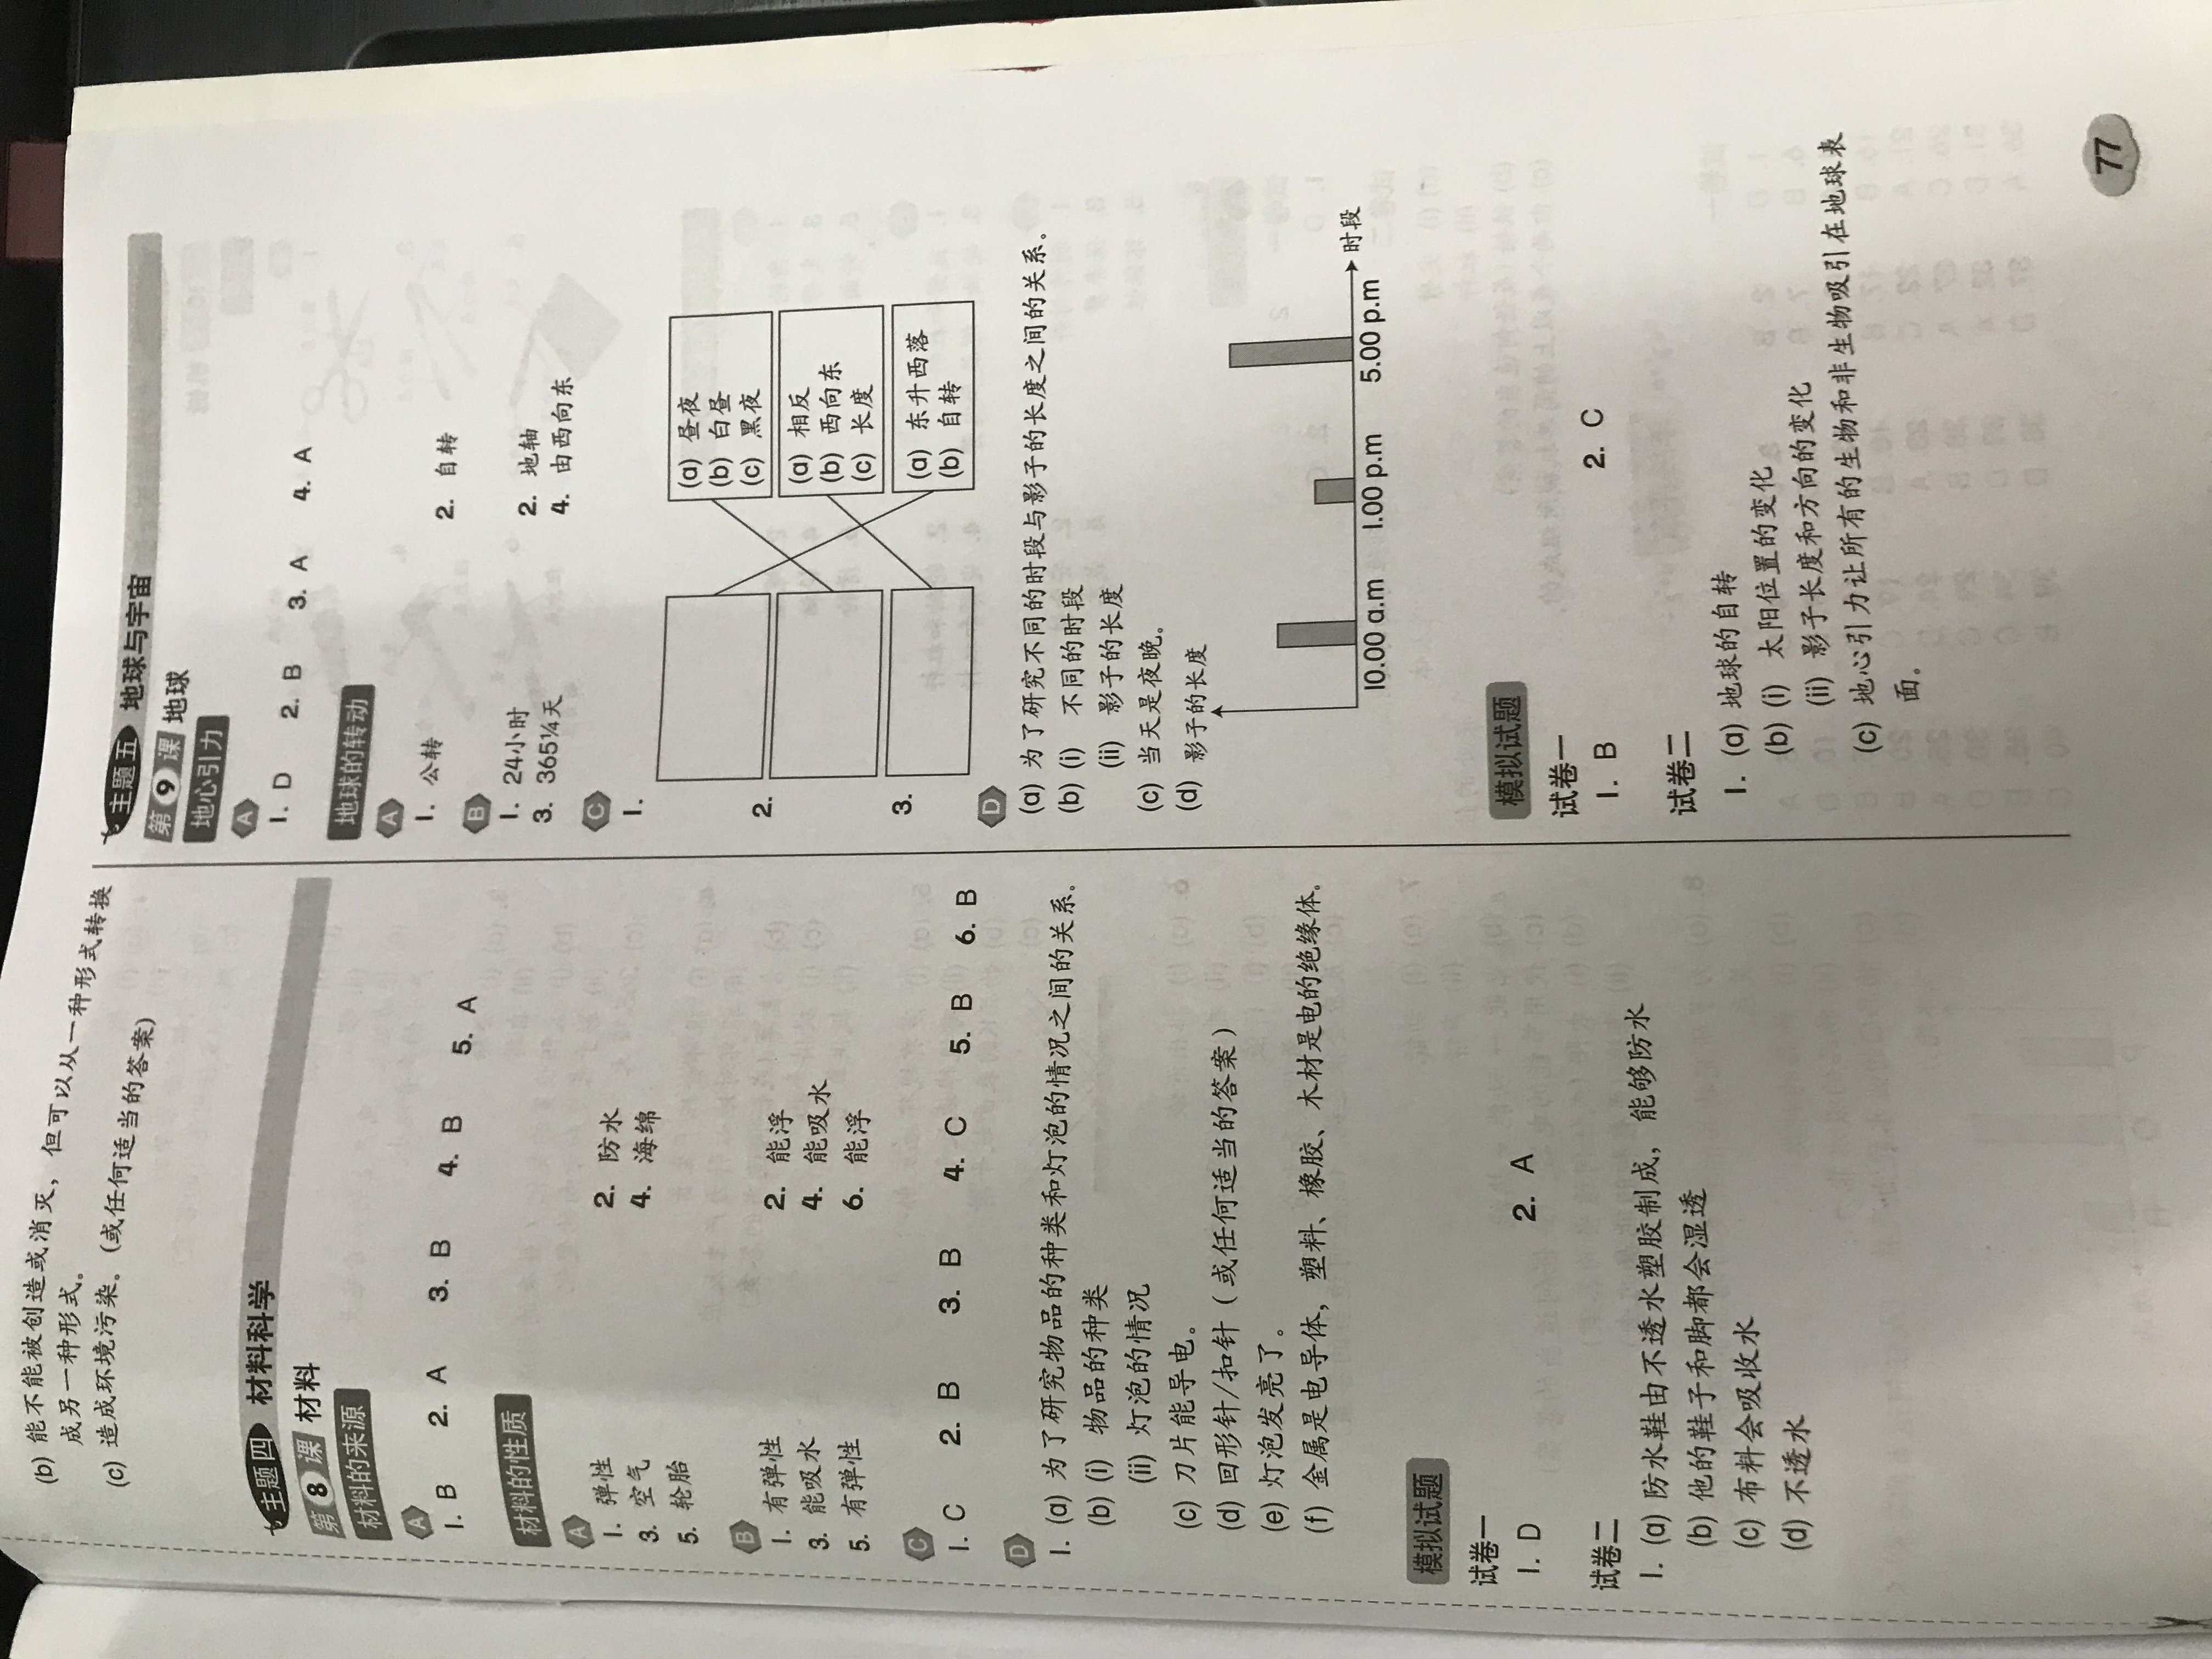 (b) 能不能被创造或消灭，但可以从一种形式转换
成另一种形式。
(c) 造成环境污染。(或任何适当的答案)
主题四 材料科学
第8课 材料
材料的来源
A
1. B 2. A 3. B 4. B 5. A
材料的性质
A
1. 弹性 2. 防水
3. 空气 4. 海绵
5. 轮胎
B
1. 有弹性 2. 能浮
3. 能吸水 4. 能吸水
5. 有弹性 6. 能浮
C
1. C 2. B 3. B 4. C 5. B 6. B
D
1. (a) 为了研究物品的种类和灯泡的情况之间的关系。
(b) (i) 物品的种类
(ii) 灯泡的情况
(c) 刀片能导电。
(d) 回形针/扣针（或任何适当的答案）
(e) 灯泡发亮了。
(f) 金属是电导体，塑料、橡胶、木材是电的绝缘体。
模拟试题
试卷一
1. D 2. A
试卷二
1. (a) 防水鞋由不透水塑胶制成，能够防水
(b) 他的鞋子和脚都会湿透
(c) 布料会吸收水
(d) 不透水
主题五 地球与宇宙
第9课 地球
地心引力
A
1. D 2. B 3. A 4. A
地球的转动
A
1. 公转 2. 自转
B
1. 24小时 2. 地轴
3. 365¼天 4. 由西向东
C
1.
(a) 昼夜
(b) 白昼
(c) 黑夜
2.
(a) 相反
(b) 西向东
(c) 长度
3.
(a) 东升西落
(b) 自转
D
(a) 为了研究不同的时段与影子的长度之间的关系。
(b) (i) 不同的时段
(ii) 影子的长度
(c) 当天是夜晚。
(d) 影子的长度
时段
10.00 a.m 1.00 p.m 5.00 p.m
模拟试题
试卷一
1. B 2. C
试卷二
1. (a) 地球的自转
(b) (i) 太阳位置的变化
(ii) 影子长度和方向的变化
(c) 地心引力让所有的生物和非生物吸引在地球表
面。
77